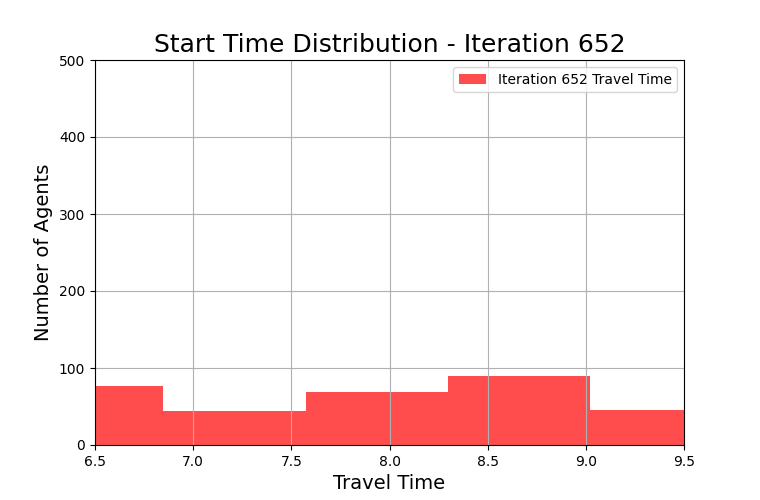 Start Time Distribution - Iteration 652
500
Iteration 652 Travel Time
400
300
200
100
0
Number of Agents
6.5 7.0 7.5 8.0 8.5 9.0 9.5
Travel Time